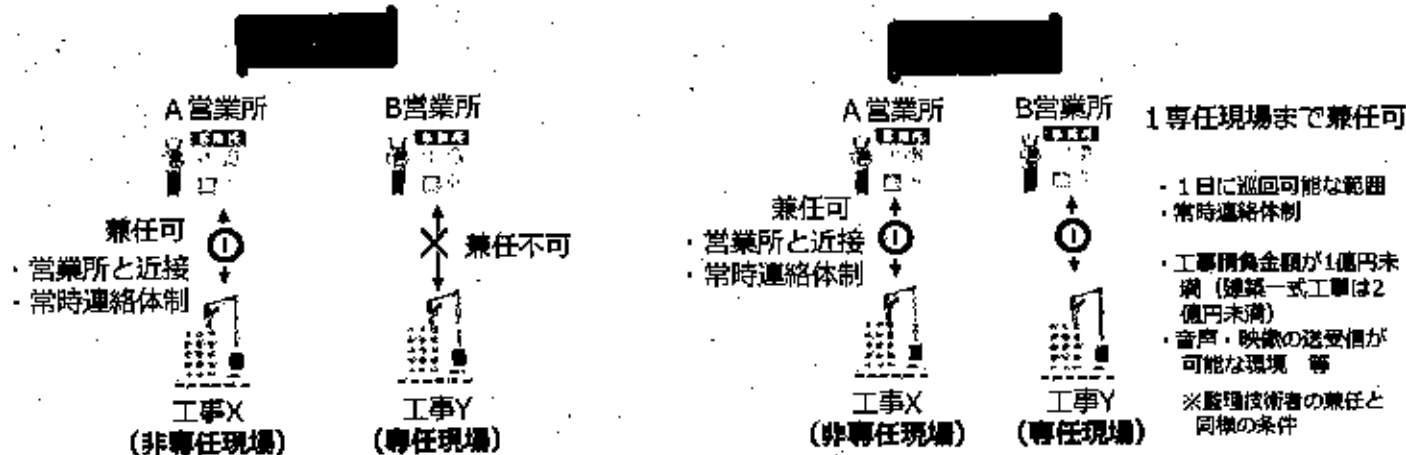 A営業所
B営業所
兼任可
・営業所と近接
・常時連絡体制
兼任不可
工事X
(非専任現場)
工事Y
(専任現場)
A営業所
B営業所
1専任現場まで兼任可
兼任可
・営業所と近接
・常時連絡体制
・1日に巡回可能な範囲
・常時連絡体制
・工事請負金額が1億円未
満(建築一式工事は2
億円未満)
・音声・映像の送受信が
可能な環境 等
※監理技術者の兼任と
同様の条件
工事X
(非専任現場)
工事Y
(専任現場)